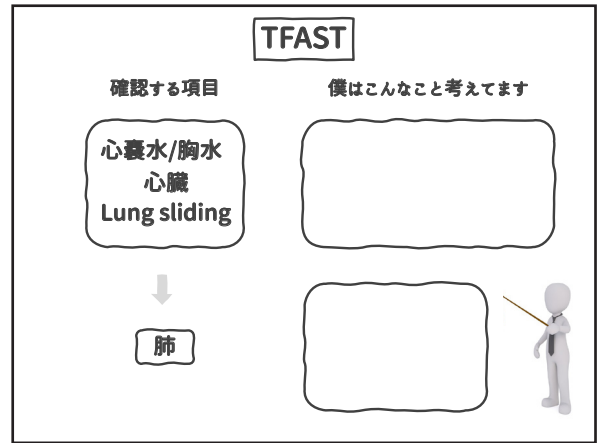 TFAST
確認する項目
僕はこんなこと考えてます
心嚢水/胸水
心臓
Lung sliding
肺